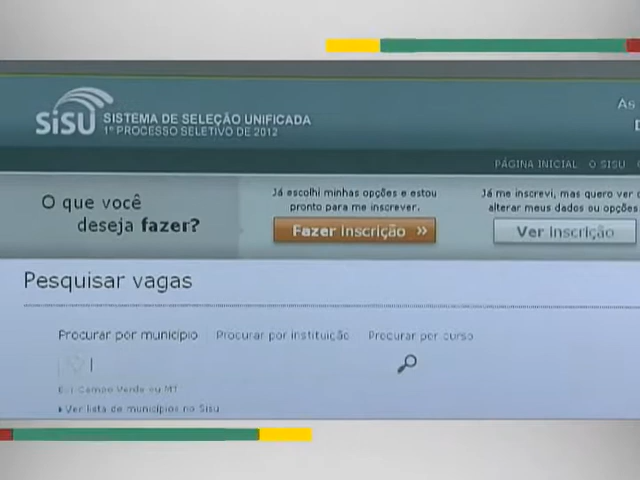 SiSU SISTEMA DE SELEÇÃO UNIFICADA
1º PROCESSO SELETIVO DE 2012
As
PÁGINA INICIAL O SISU
O que você
deseja fazer?
Já escolhi minhas opções e estou
pronto para me inscrever.
Fazer Inscrição »
Já me inscrevi, mas quero ver
alterar meus dados ou opções
Ver Inscrição
Pesquisar vagas
Procurar por município Procurar por instituição Procurar por curso
Ex.: Campo Verde ou MT
Ver lista de municípios no Sisu